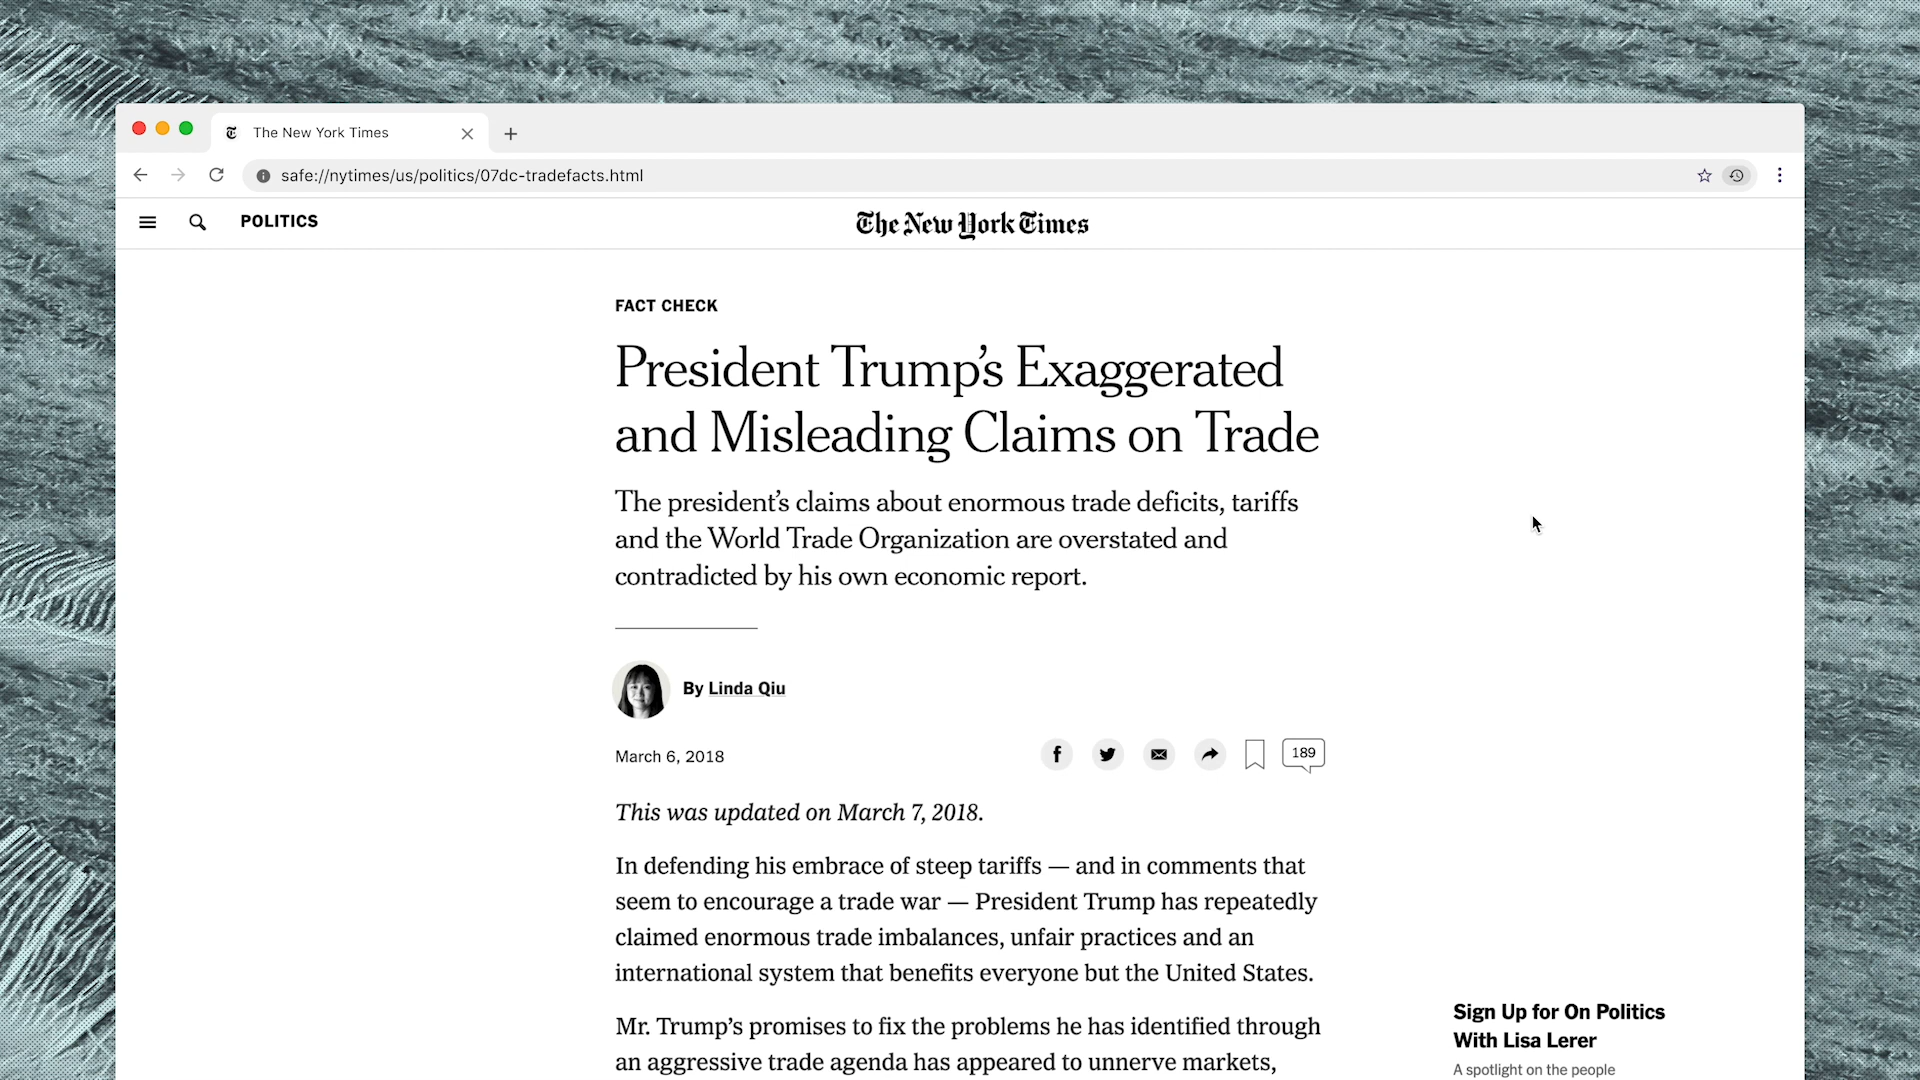 The New York Times
safe://nytimes/us/politics/07dc-tradefacts.html
POLITICS
The New York Times
FACT CHECK
President Trump’s Exaggerated
and Misleading Claims on Trade
The president’s claims about enormous trade deficits, tariffs
and the World Trade Organization are overstated and
contradicted by his own economic report.
By Linda Qiu
March 6, 2018
189
This was updated on March 7, 2018.
In defending his embrace of steep tariffs — and in comments that
seem to encourage a trade war — President Trump has repeatedly
claimed enormous trade imbalances, unfair practices and an
international system that benefits everyone but the United States.
Mr. Trump’s promises to fix the problems he has identified through
an aggressive trade agenda has appeared to unnerve markets,
Sign Up for On Politics
With Lisa Lerer
A spotlight on the people